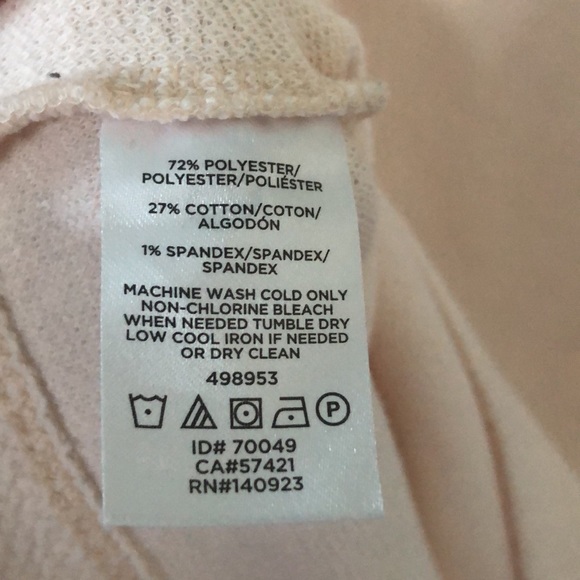 72% POLYESTER/
POLYESTER/POLIÉSTER
27% COTTON/COTON/
ALGODÓN
1% SPANDEX/SPANDEX/
SPANDEX
MACHINE WASH COLD ONLY
NON-CHLORINE BLEACH
WHEN NEEDED TUMBLE DRY
LOW COOL IRON IF NEEDED
OR DRY CLEAN
498953
P
ID# 70049
CA#57421
RN#140923